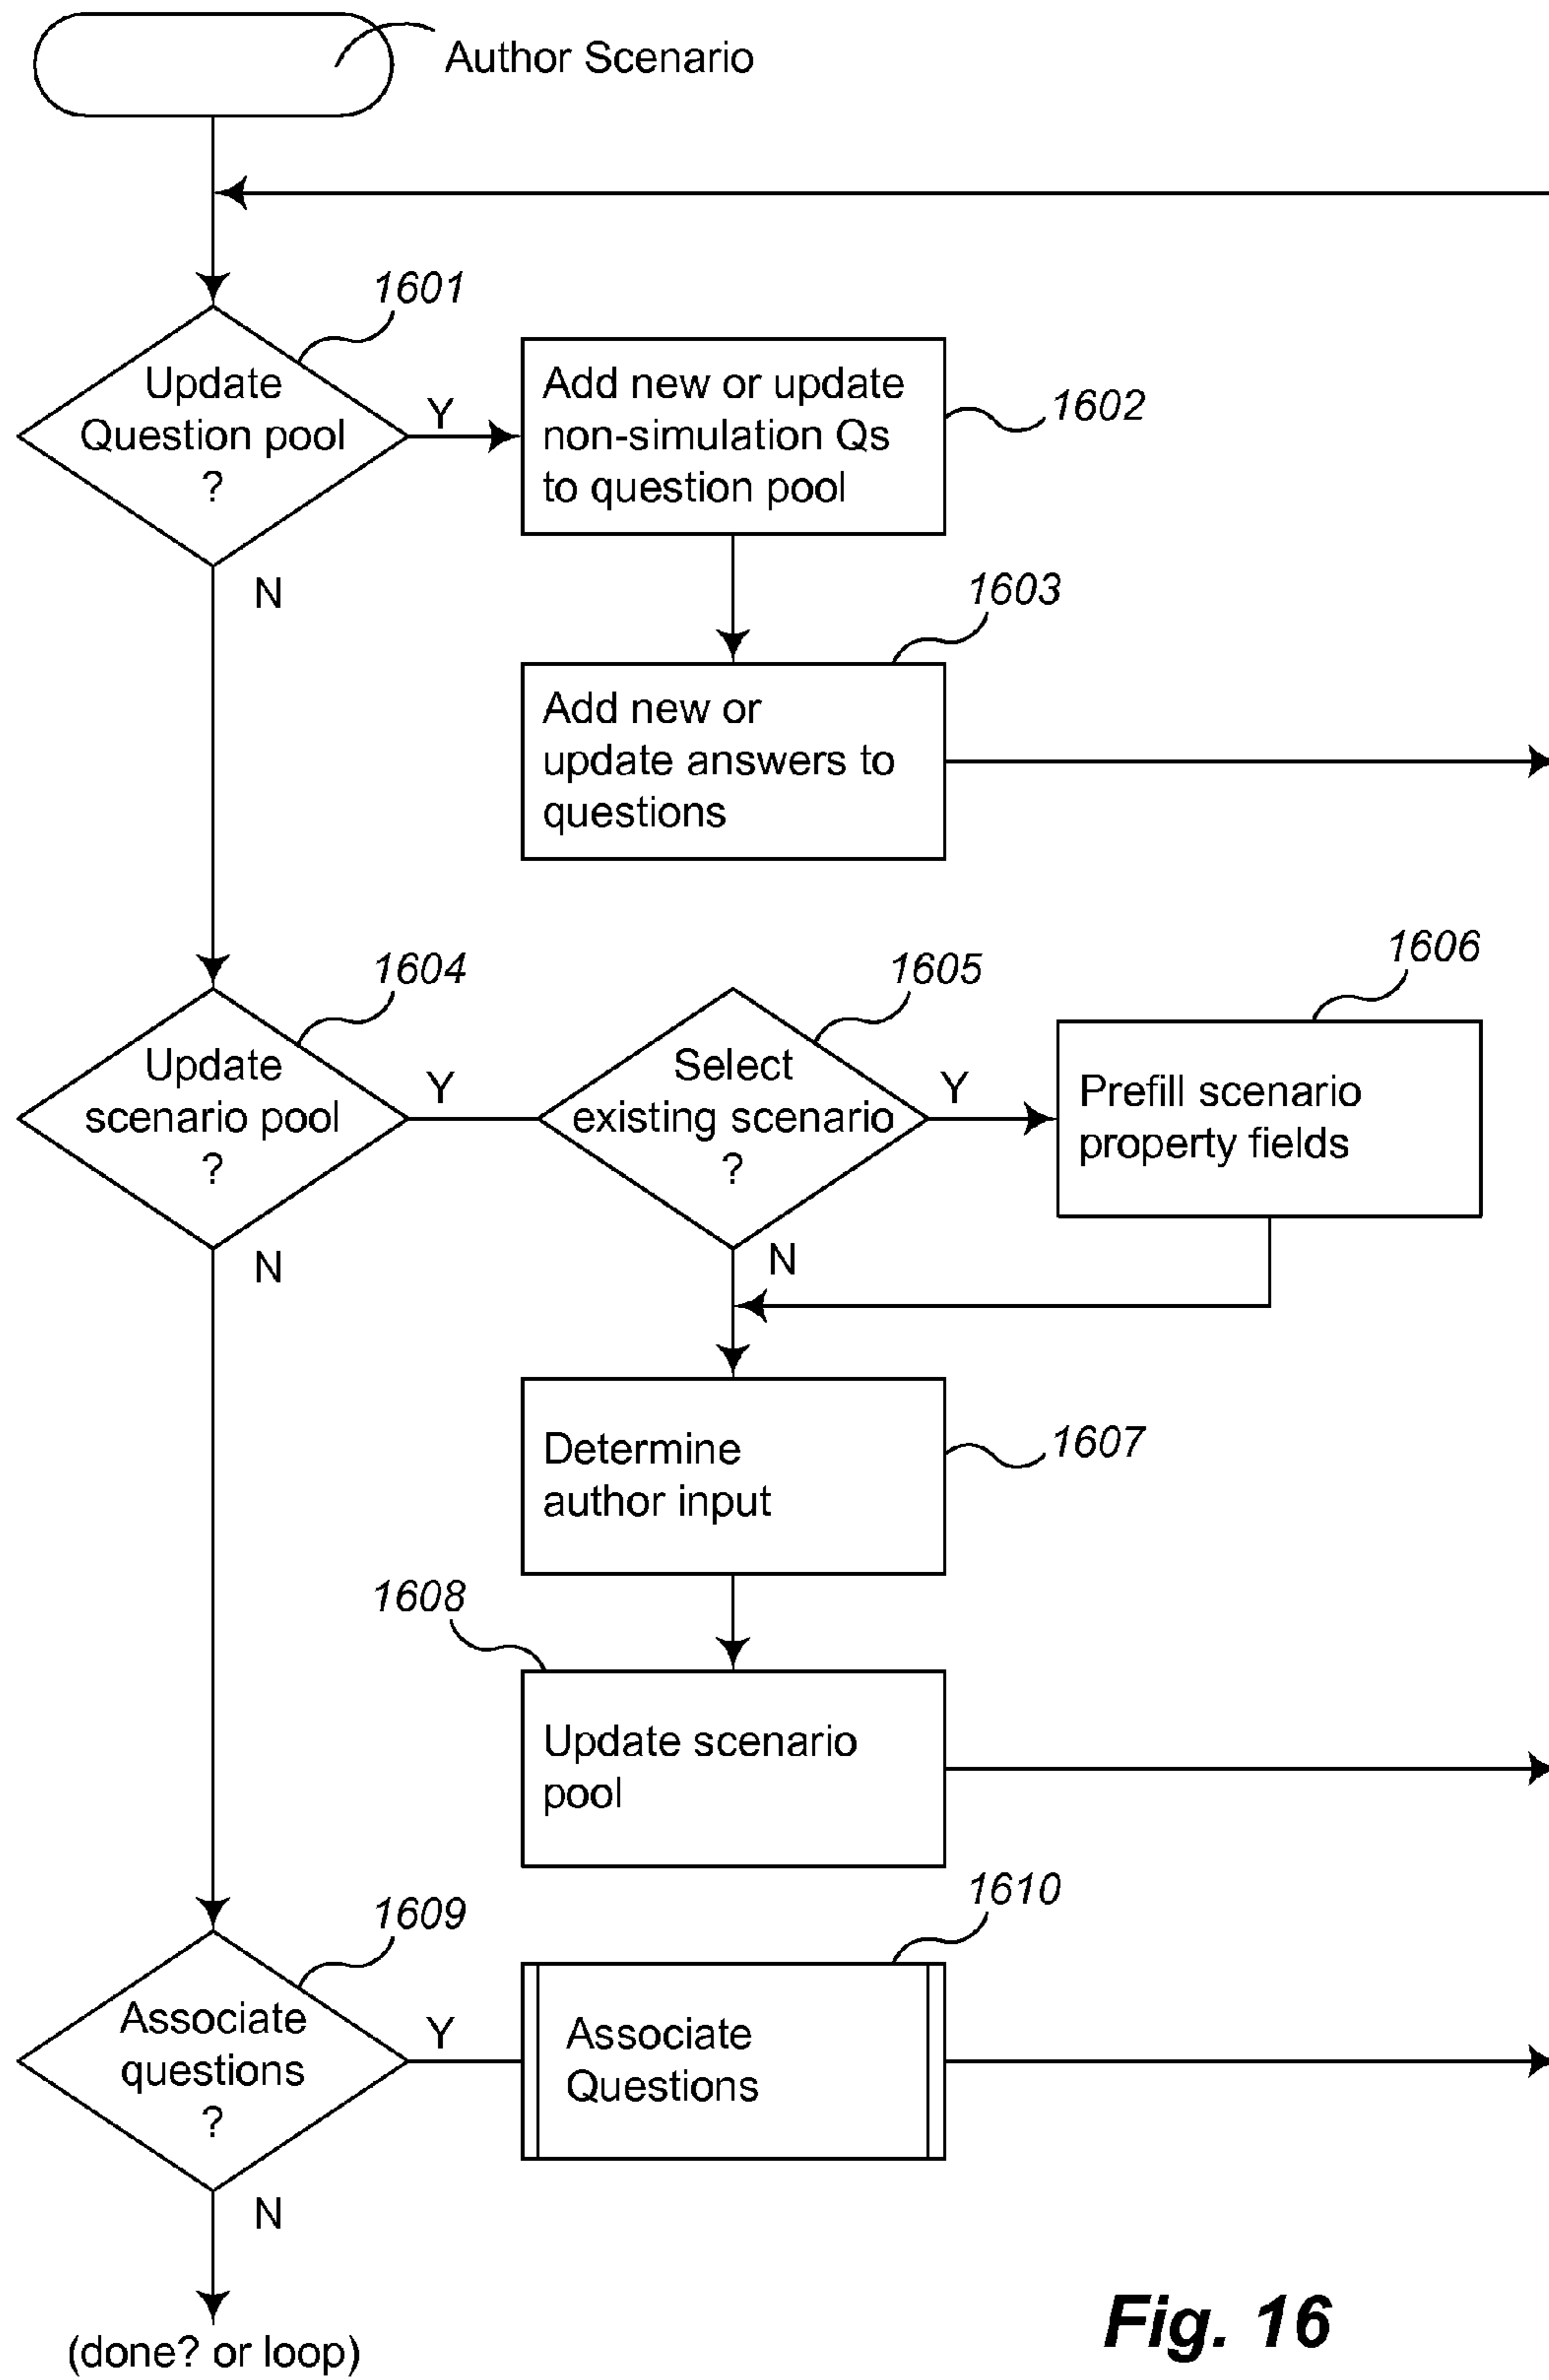 Author Scenario
1601
Update
Question pool
?
Y
N
Add new or update
non-simulation Qs
to question pool
1602
1603
Add new or
update answers to
questions
1604
Update
scenario pool
?
Y
N
1605
Select
existing scenario
?
Y
N
1606
Prefill scenario
property fields
Determine
author input
1607
1608
Update scenario
pool
1609
Associate
questions
?
Y
N
1610
Associate
Questions
(done? or loop)
Fig. 16